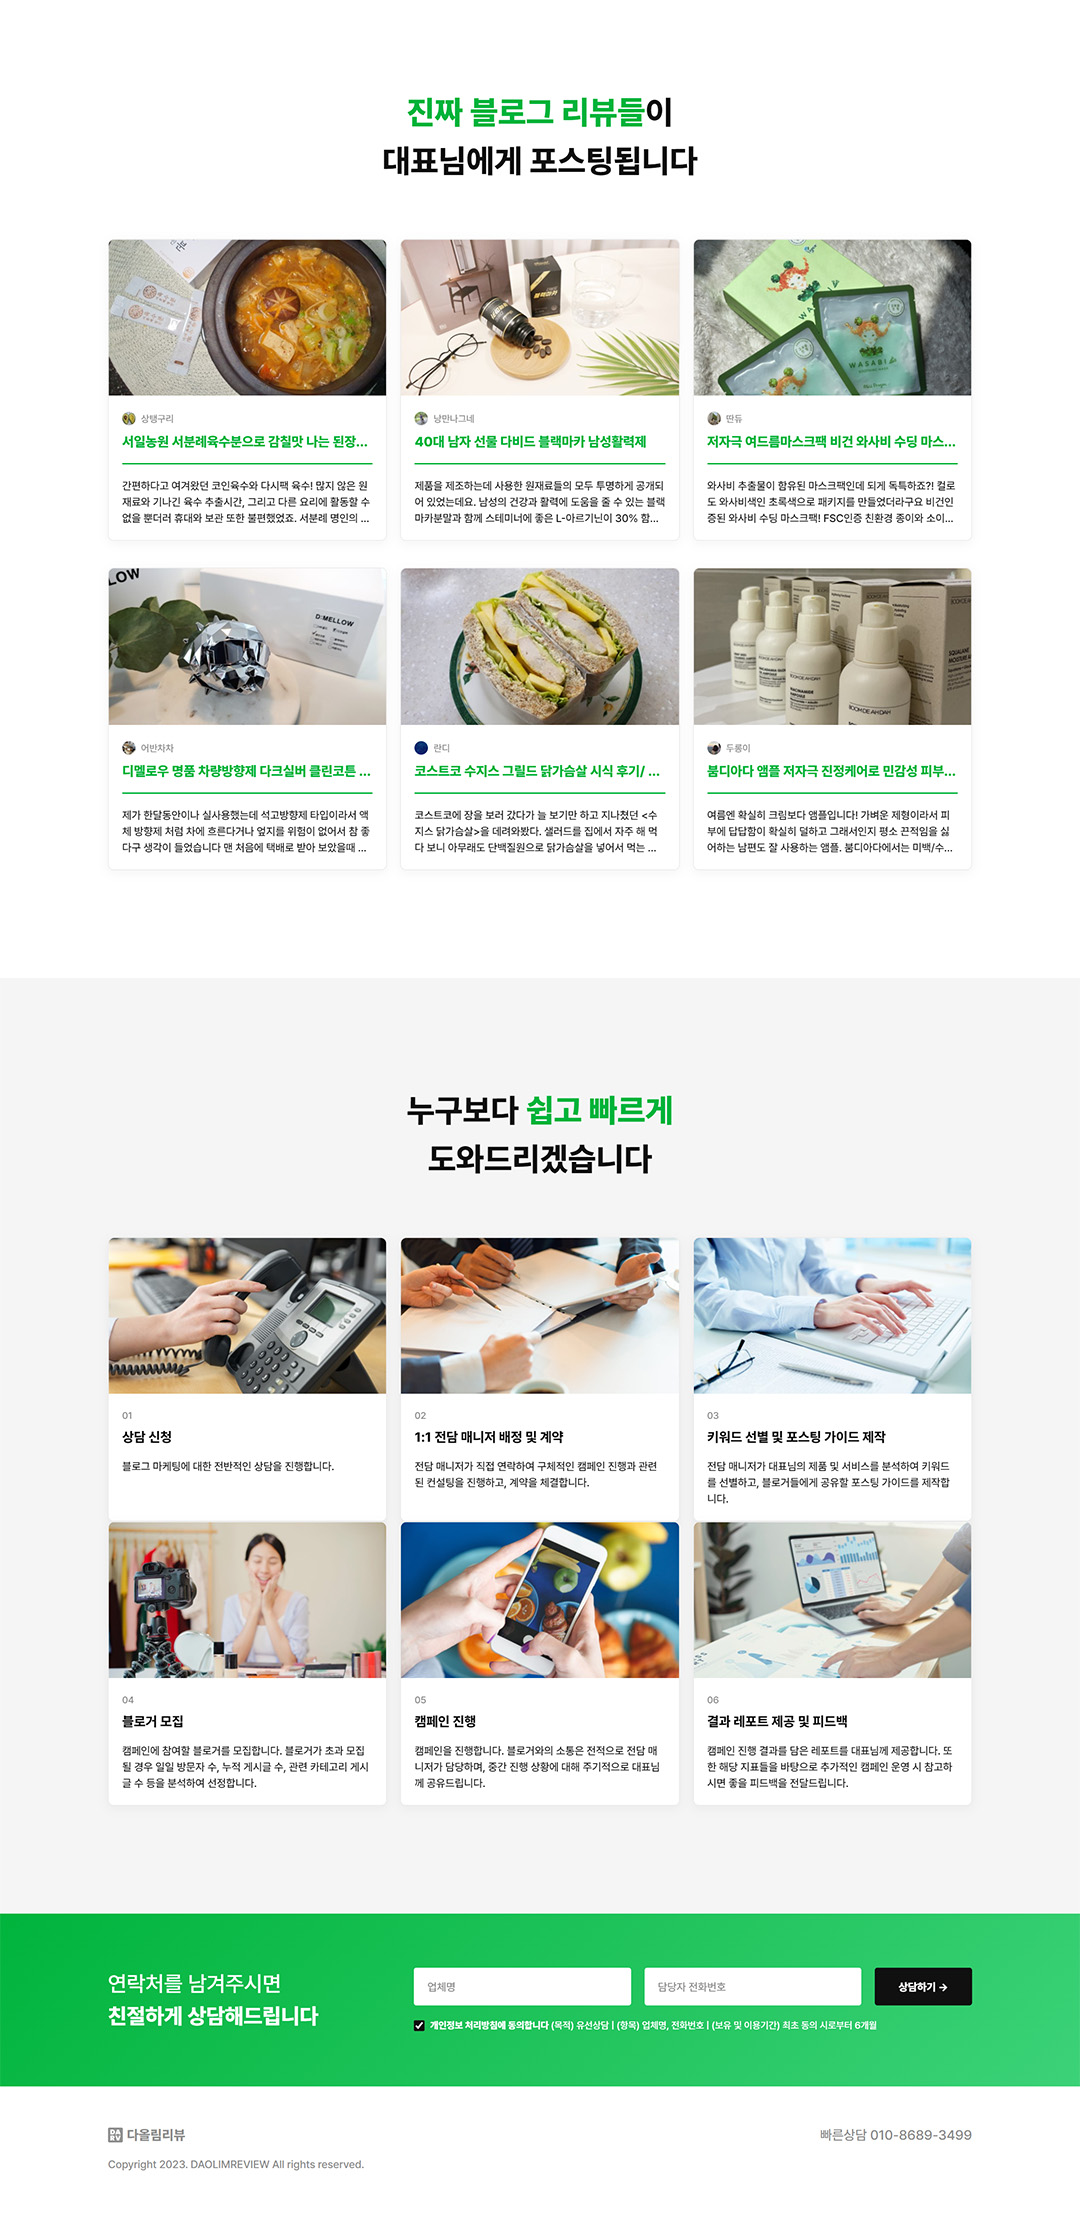 진짜 블로그 리뷰들이
대표님에게 포스팅됩니다
WASABI
상탱구리
서일농원 서분례육수분으로 감칠맛 나는 된장...
간편하다고 여겨왔던 코인육수와 다시팩 육수! 많지 않은 원
재료와 기나긴 육수 추출시간, 그리고 다른 요리에 활동할 수
없을 뿐더러 휴대와 보관 또한 불편했었죠. 서분례 명인의 ...
낭만나그네
40대 남자 선물 다비드 블랙마카 남성활력제
제품을 제조하는데 사용한 원재료들의 모두 투명하게 공개되
어 있었는데요. 남성의 건강과 활력에 도움을 줄 수 있는 블랙
마카분말과 함께 스테미너에 좋은 L-아르기닌이 30% 함...
딴듀
저자극 여드름마스크팩 비건 와사비 수딩 마스...
와사비 추출물이 함유된 마스크팩인데 되게 독특하죠?! 컬로
도 와사비색인 초록색으로 패키지를 만들었더라구요 비건인
증된 와사비 수딩 마스크팩! FSC인증 친환경 종이와 소이...
LOW
D:MELLOW
BOOM DE AH DAH
어반차차
디멜로우 명품 차량방향제 다크실버 클린코튼 ...
제가 한달동안이나 실사용했는데 석고방향제 타입이라서 액
체 방향제 처럼 차에 흐른다거나 엎지를 위험이 없어서 참 좋
다구 생각이 들었습니다 맨 처음에 택배로 받아 보았을때 ...
란디
코스트코 수지스 그릴드 닭가슴살 시식 후기/ ...
코스트코에 장을 보러 갔다가 늘 보기만 하고 지나쳤던 <수
지스 닭가슴살>을 데려와봤다. 샐러드를 집에서 자주 해 먹
다 보니 아무래도 단백질원으로 닭가슴살을 넣어서 먹는 ...
두룽이
붐디아다 앰플 저자극 진정케어로 민감성 피부...
여름엔 확실히 크림보다 앰플입니다! 가벼운 제형이라서 피
부에 답답함이 확실히 덜하고 그래서인지 평소 끈적임을 싫
어하는 남편도 잘 사용하는 앰플. 붐디아다에서는 미백/수...
누구보다 쉽고 빠르게
도와드리겠습니다
01
상담 신청
블로그 마케팅에 대한 전반적인 상담을 진행합니다.
02
1:1 전담 매니저 배정 및 계약
전담 매니저가 직접 연락하여 구체적인 캠페인 진행과 관련
된 컨설팅을 진행하고, 계약을 체결합니다.
03
키워드 선별 및 포스팅 가이드 제작
전담 매니저가 대표님의 제품 및 서비스를 분석하여 키워드
를 선별하고, 블로거들에게 공유할 포스팅 가이드를 제작합
니다.
04
블로거 모집
캠페인에 참여할 블로거를 모집합니다. 블로거가 초과 모집
될 경우 일일 방문자 수, 누적 게시글 수, 관련 카테고리 게시
글 수 등을 분석하여 선정합니다.
05
캠페인 진행
캠페인을 진행합니다. 블로거와의 소통은 전적으로 전담 매
니저가 담당하며, 중간 진행 상황에 대해 주기적으로 대표님
께 공유드립니다.
06
결과 레포트 제공 및 피드백
캠페인 진행 결과를 담은 레포트를 대표님께 제공합니다. 또
한 해당 지표들을 바탕으로 추가적인 캠페인 운영 시 참고하
시면 좋을 피드백을 전달드립니다.
연락처를 남겨주시면
친절하게 상담해드립니다
업체명
담당자 전화번호
상담하기 →
개인정보 처리방침에 동의합니다 (목적) 유선상담 | (항목) 업체명, 전화번호 | (보유 및 이용기간) 최초 동의 시로부터 6개월
다올림리뷰
빠른상담 010-8689-3499
Copyright 2023. DAOLIMREVIEW All rights reserved.